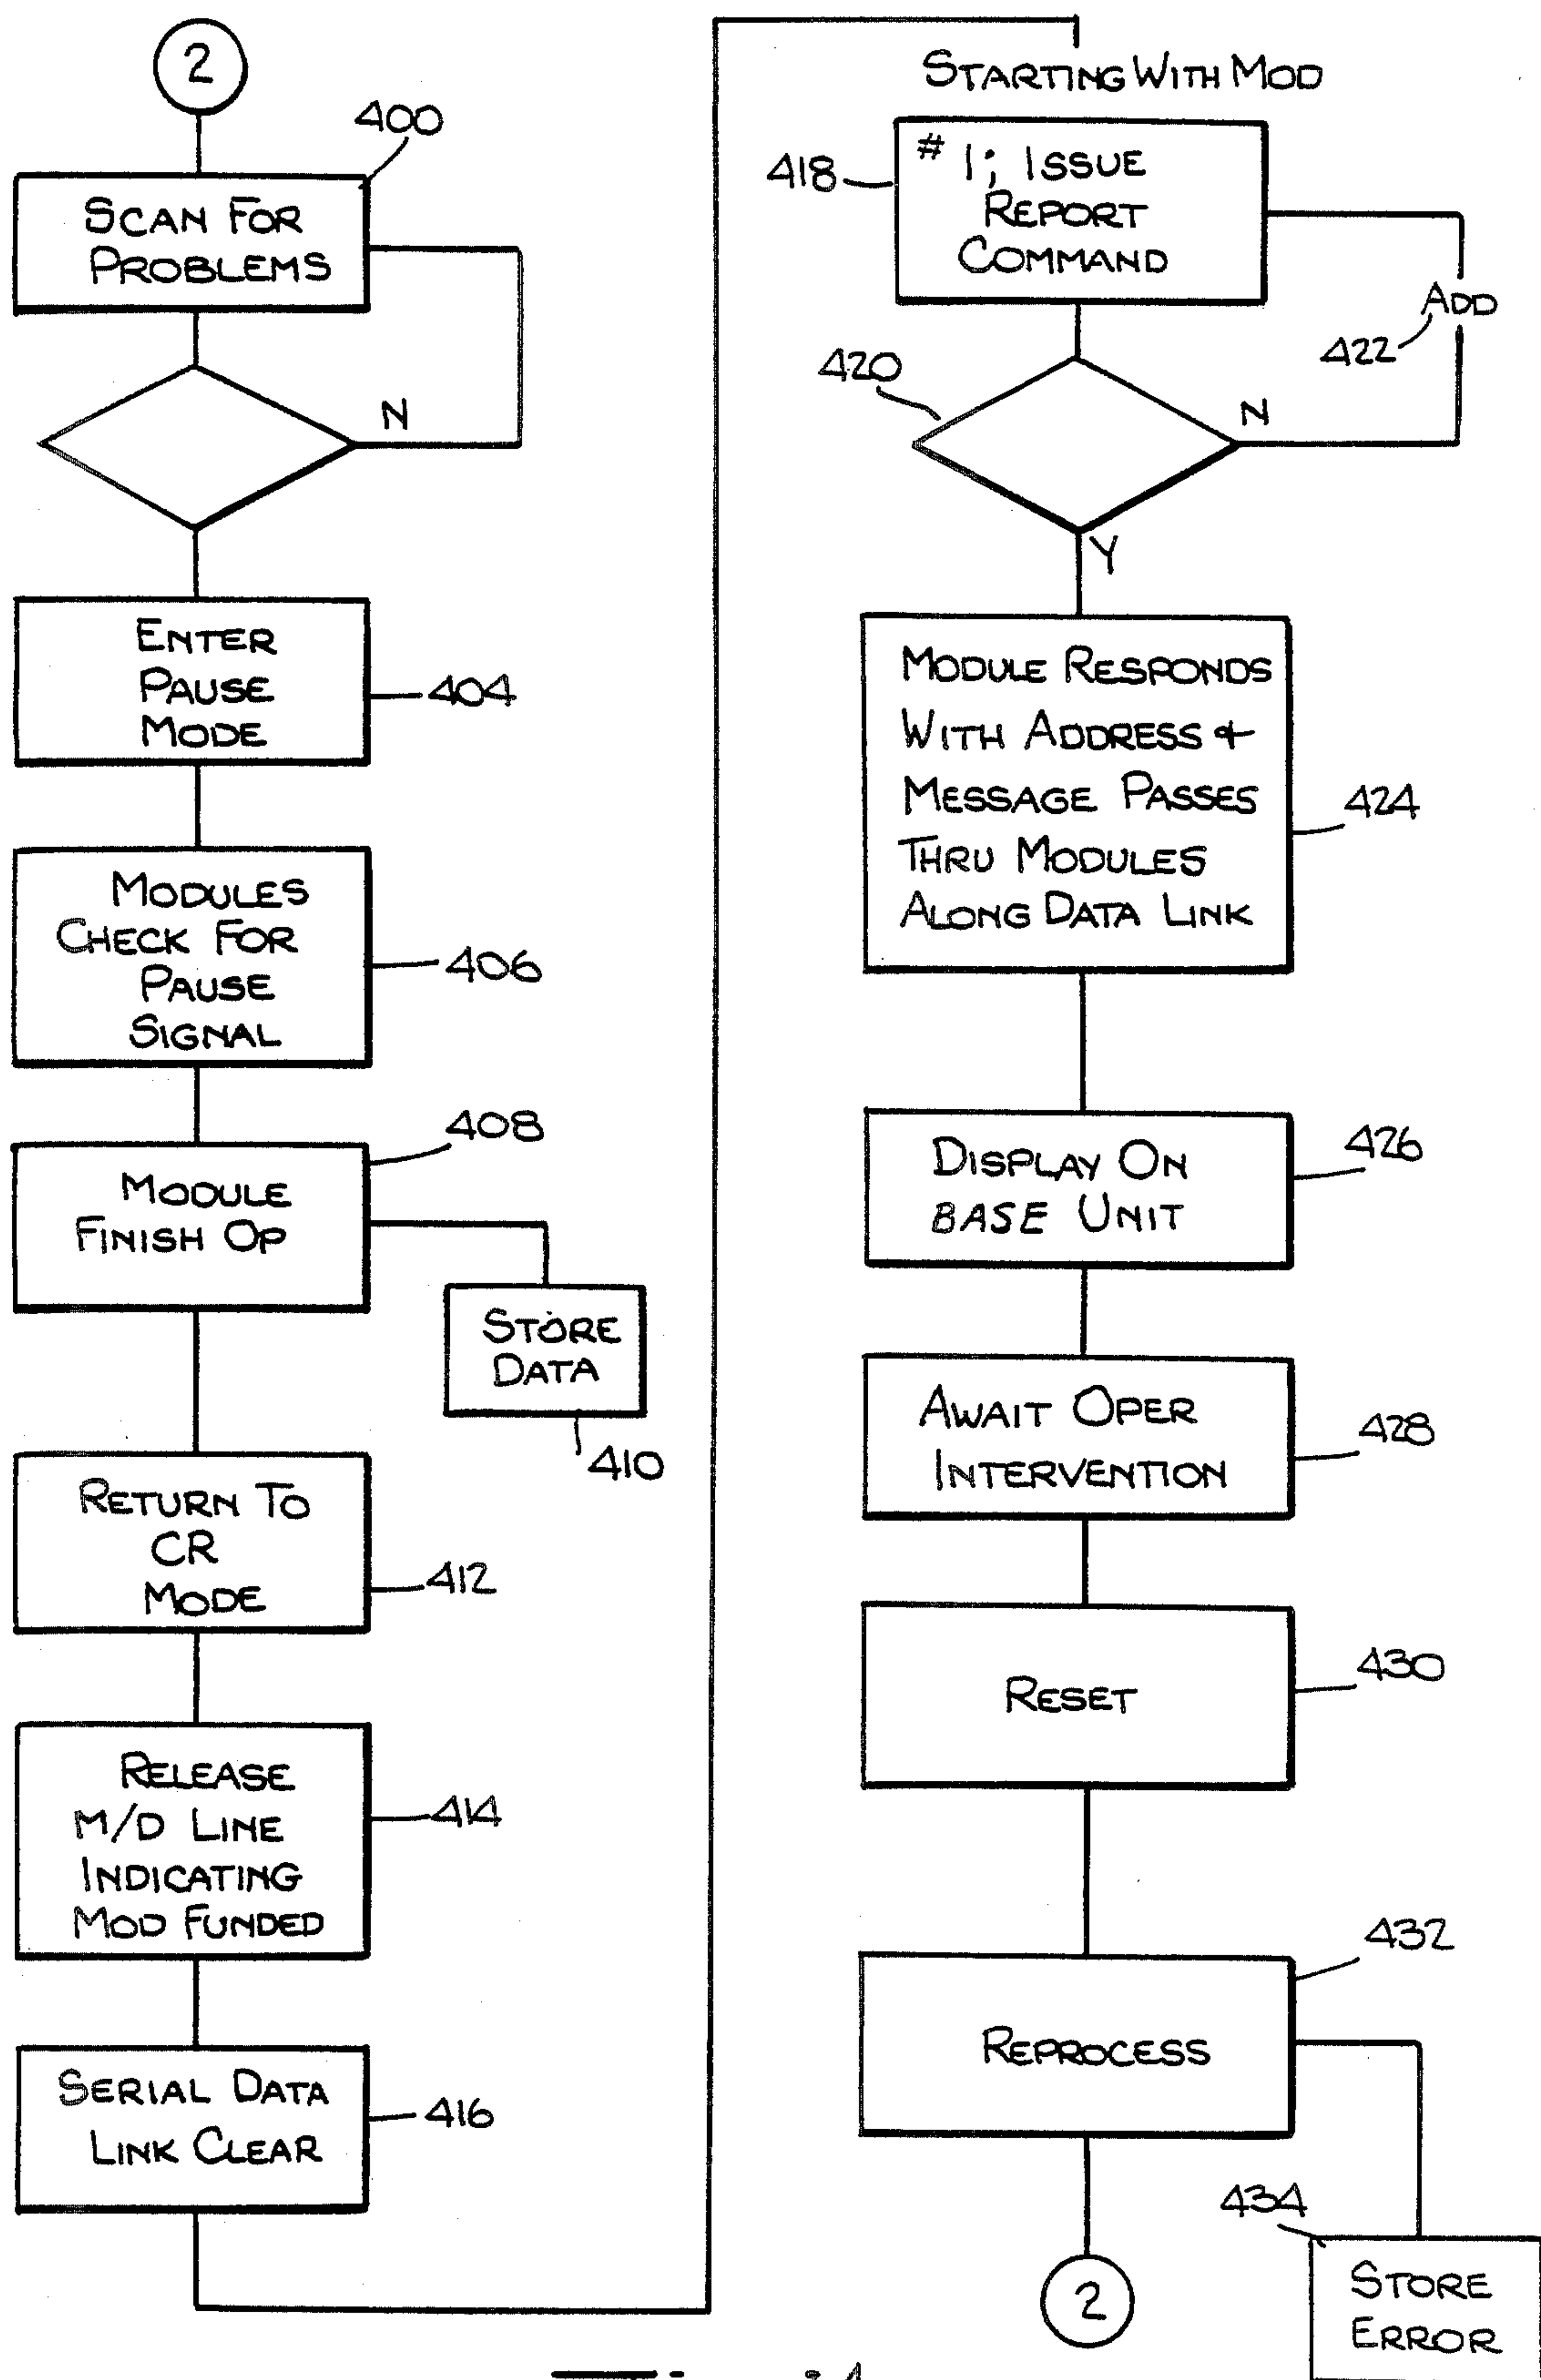 2
400
SCAN FOR
PROBLEMS
N
ENTER
PAUSE
MODE
404
MODULES
CHECK FOR
PAUSE
SIGNAL
406
408
MODULE
FINISH OP
STORE
DATA
410
RETURN TO
CR
MODE
412
RELEASE
M/D LINE
INDICATING
MOD FUNDED
414
SERIAL DATA
LINK CLEAR
416
STARTING WITH MOD
418
# 1; ISSUE
REPORT
COMMAND
ADD
422
420
N
Y
MODULE RESPONDS
WITH ADDRESS &
MESSAGE PASSES
THRU MODULES
ALONG DATA LINK
424
DISPLAY ON
BASE UNIT
426
AWAIT OPER
INTERVENTION
428
RESET
430
432
REPROCESS
434
STORE
ERROR
2